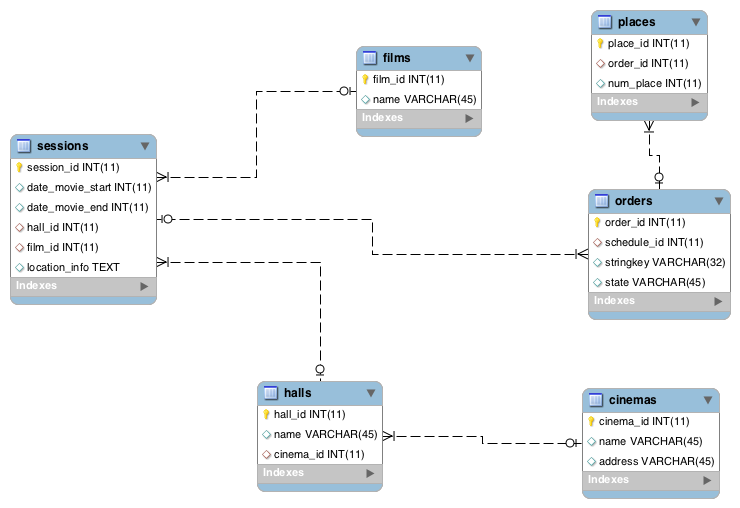 places
place_id INT(11)
order_id INT(11)
num_place INT(11)
Indexes
films
film_id INT(11)
name VARCHAR(45)
Indexes
sessions
session_id INT(11)
date_movie_start INT(11)
date_movie_end INT(11)
hall_id INT(11)
film_id INT(11)
location_info TEXT
Indexes
orders
order_id INT(11)
schedule_id INT(11)
stringkey VARCHAR(32)
state VARCHAR(45)
Indexes
halls
hall_id INT(11)
name VARCHAR(45)
cinema_id INT(11)
Indexes
cinemas
cinema_id INT(11)
name VARCHAR(45)
address VARCHAR(45)
Indexes